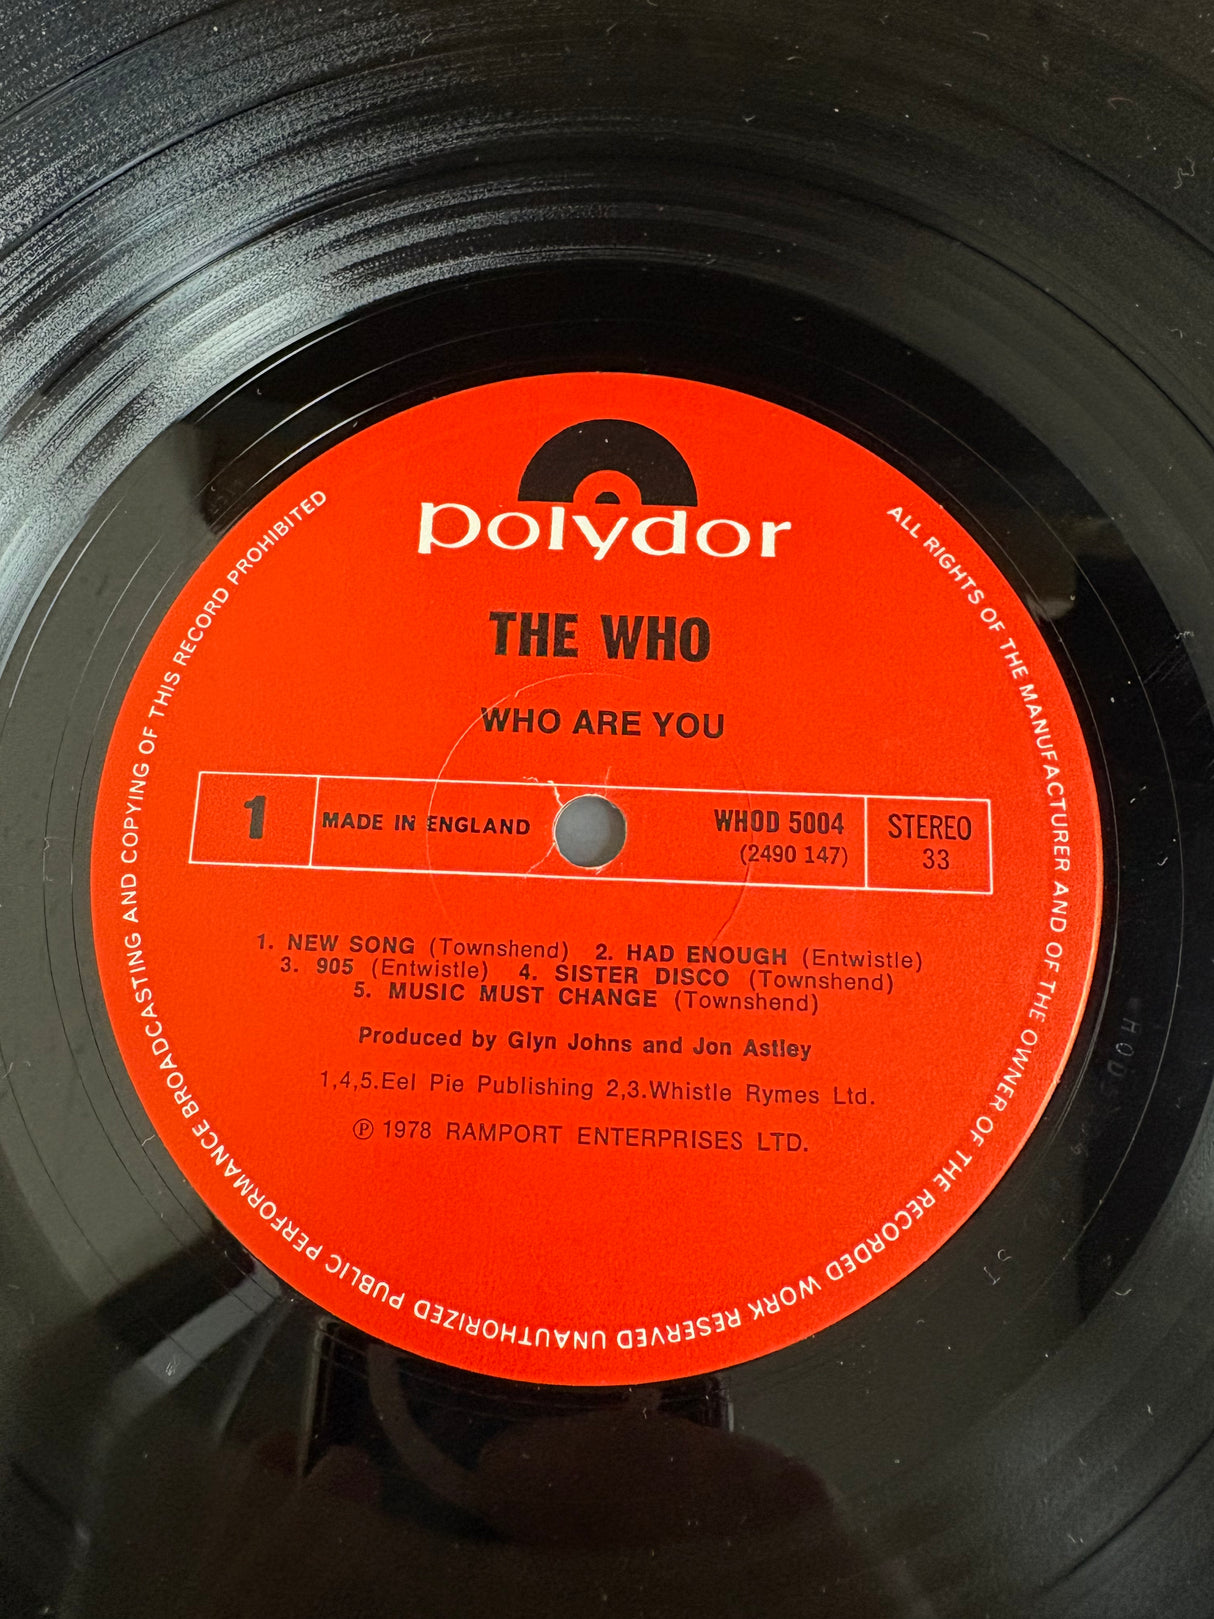 polydor
THE WHO
WHO ARE YOU
1
MADE IN ENGLAND
WHOD 5004
(2490 147)
STEREO
33
1. NEW SONG (Townshend) 2. HAD ENOUGH (Entwistle)
3. 905 (Entwistle) 4. SISTER DISCO (Townshend)
5. MUSIC MUST CHANGE (Townshend)
Produced by Glyn Johns and Jon Astley
1,4,5.Eel Pie Publishing 2,3.Whistle Rymes Ltd.
℗ 1978 RAMPORT ENTERPRISES LTD.
ALL RIGHTS OF THE MANUFACTURER AND OF THE OWNER OF THE RECORDED WORK RESERVED UNAUTHORIZED PUBLIC PERFORMANCE BROADCASTING AND COPYING OF THIS RECORD PROHIBITED